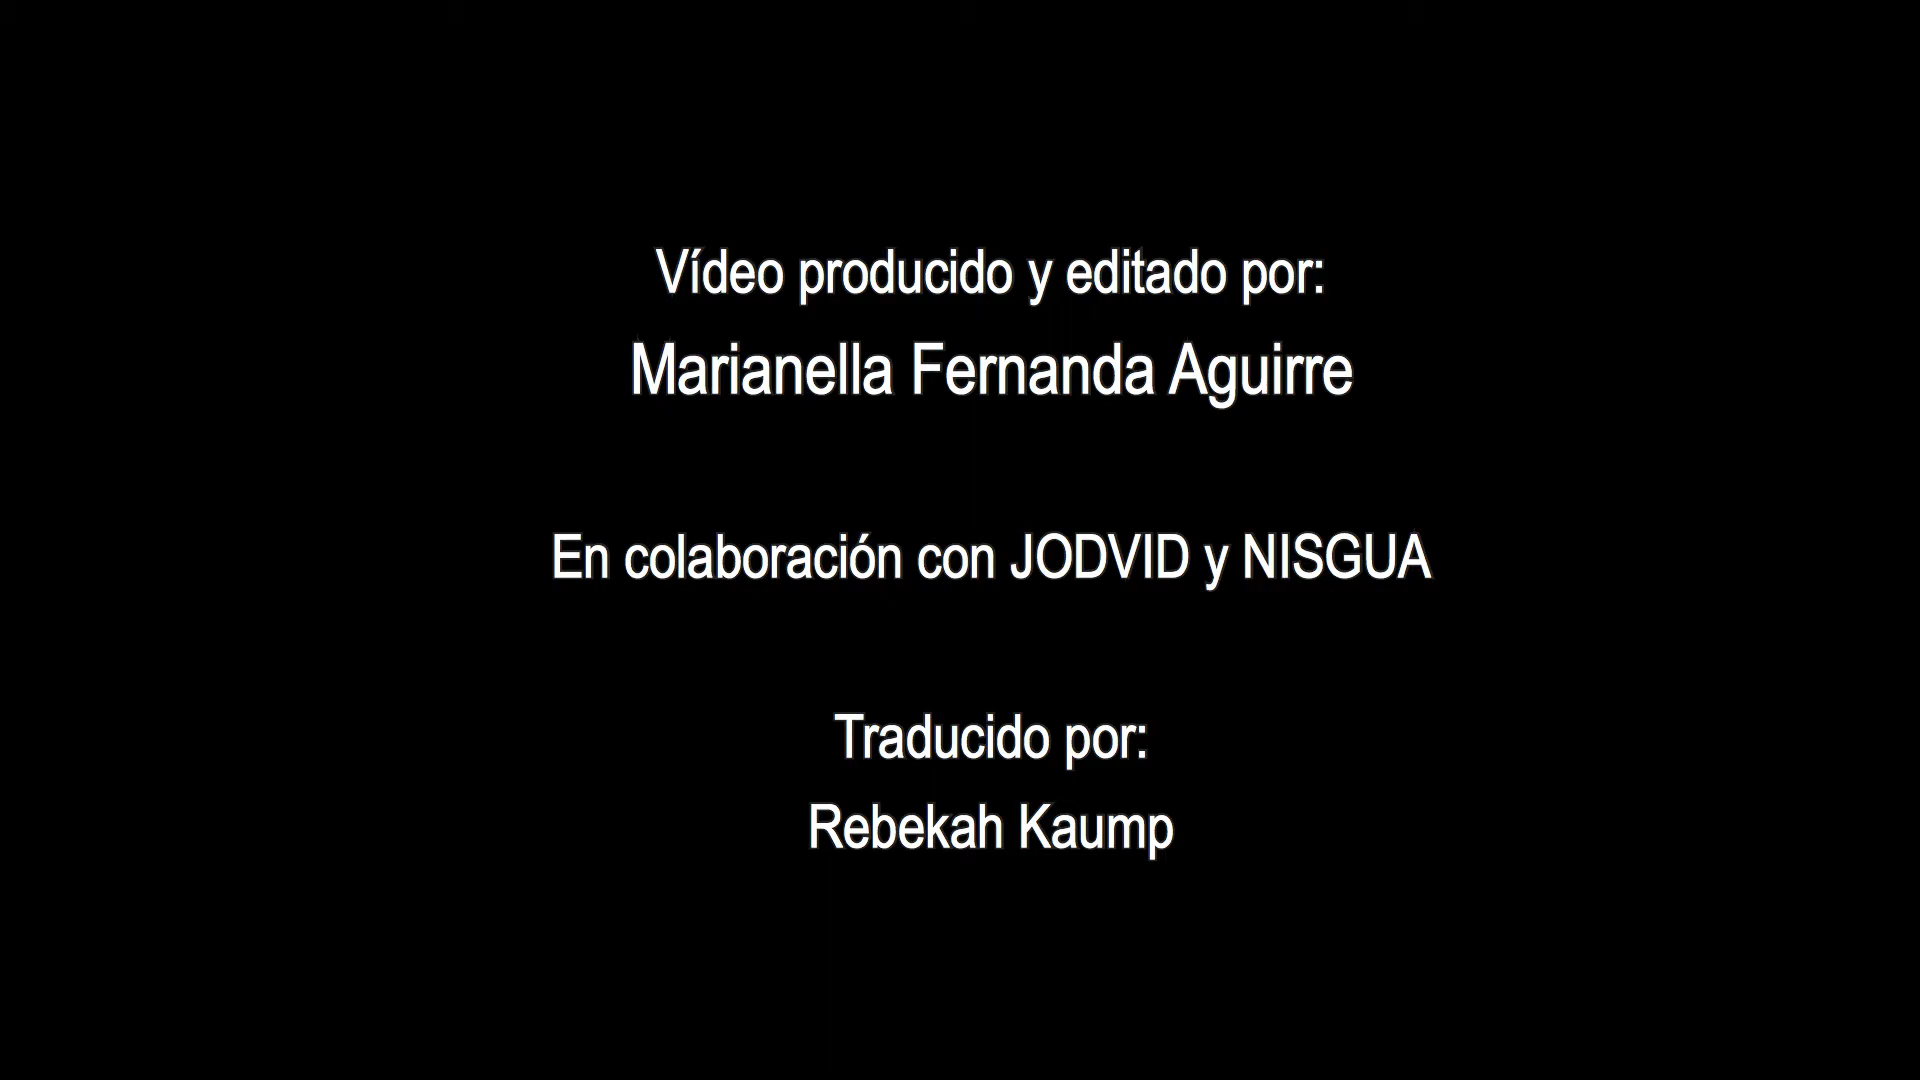 Vídeo producido y editado por:
Marianella Fernanda Aguirre
En colaboración con JODVID y NISGUA
Traducido por:
Rebekah Kaump